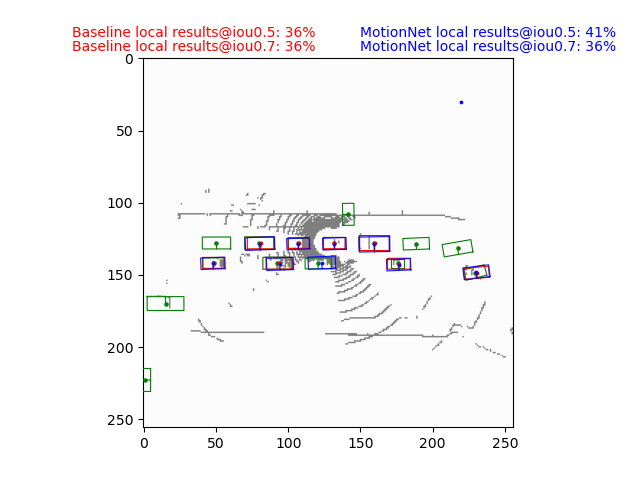 Baseline local results@iou0.5: 36% MotionNet local results@iou0.5: 41%
Baseline local results@iou0.7: 36% MotionNet local results@iou0.7: 36%
0
50
100
150
200
250
0 50 100 150 200 250